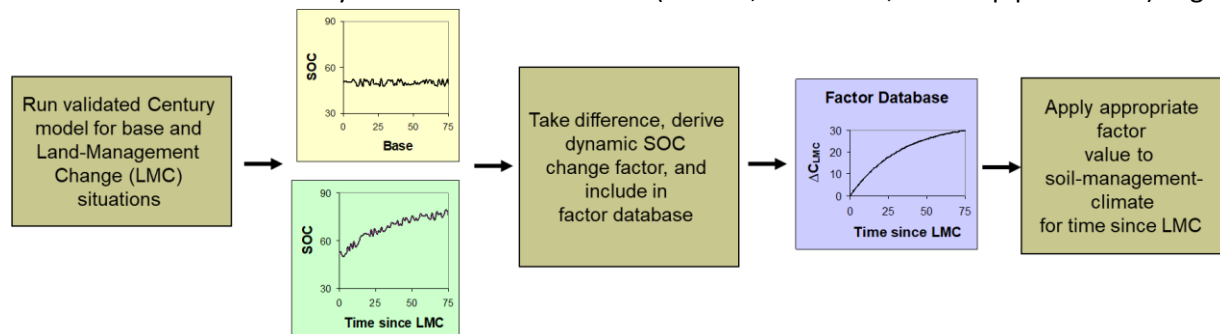 Run validated Century
model for base and
Land-Management
Change (LMC)
situations
SOC
90
60
30
0 25 50 75
Base
SOC
90
60
30
0 25 50 75
Time since LMC
Take difference, derive
dynamic SOC
change factor, and
include in
factor database
Factor Database
ΔC_LMC
30
20
10
0
0 25 50 75
Time since LMC
Apply appropriate
factor
value to
soil-management-
climate
for time since LMC